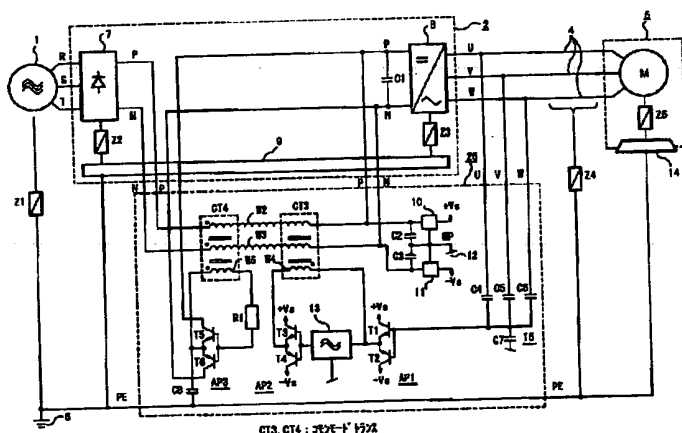 1
R
S
T
7
P
N
Z2
9
2
P
C1
N
8
U
V
W
Z3
4
5
M
Z6
14
Z1
Z4
N
P
P
N
25
U
V
W
CT4
W2
CT3
W3
W5
W4
10
+Vs
C2
MP
C3
12
11
-Vs
R1
T5
T6
C8
AP3
+Vs
T3
T4
-Vs
AP2
13
+Vs
T1
T2
-Vs
AP1
C4
C5
C6
C7
15
PE
PE
6
CT3, CT4 : コモンモード トランス